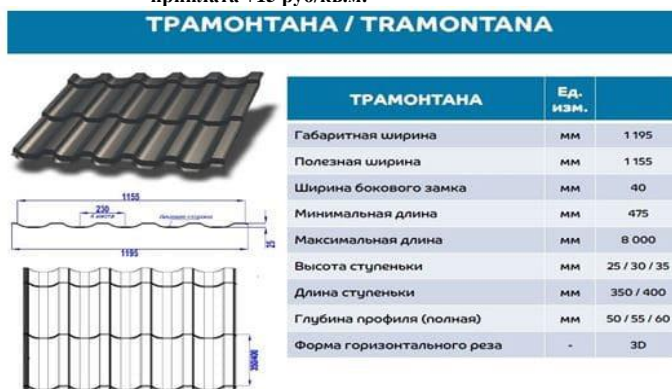 ТРАМОНТАНА / TRAMONTANA
ТРАМОНТАНА Ед. изм.
Габаритная ширина мм 1 195
Полезная ширина мм 1 155
Ширина бокового замка мм 40
Минимальная длина мм 475
Максимальная длина мм 8 000
Высота ступеньки мм 25 / 30 / 35
Длина ступеньки мм 350 / 400
Глубина профиля (полная) мм 50 / 55 / 60
Форма горизонтального реза - 3D
1155
230
25
1195
350/400